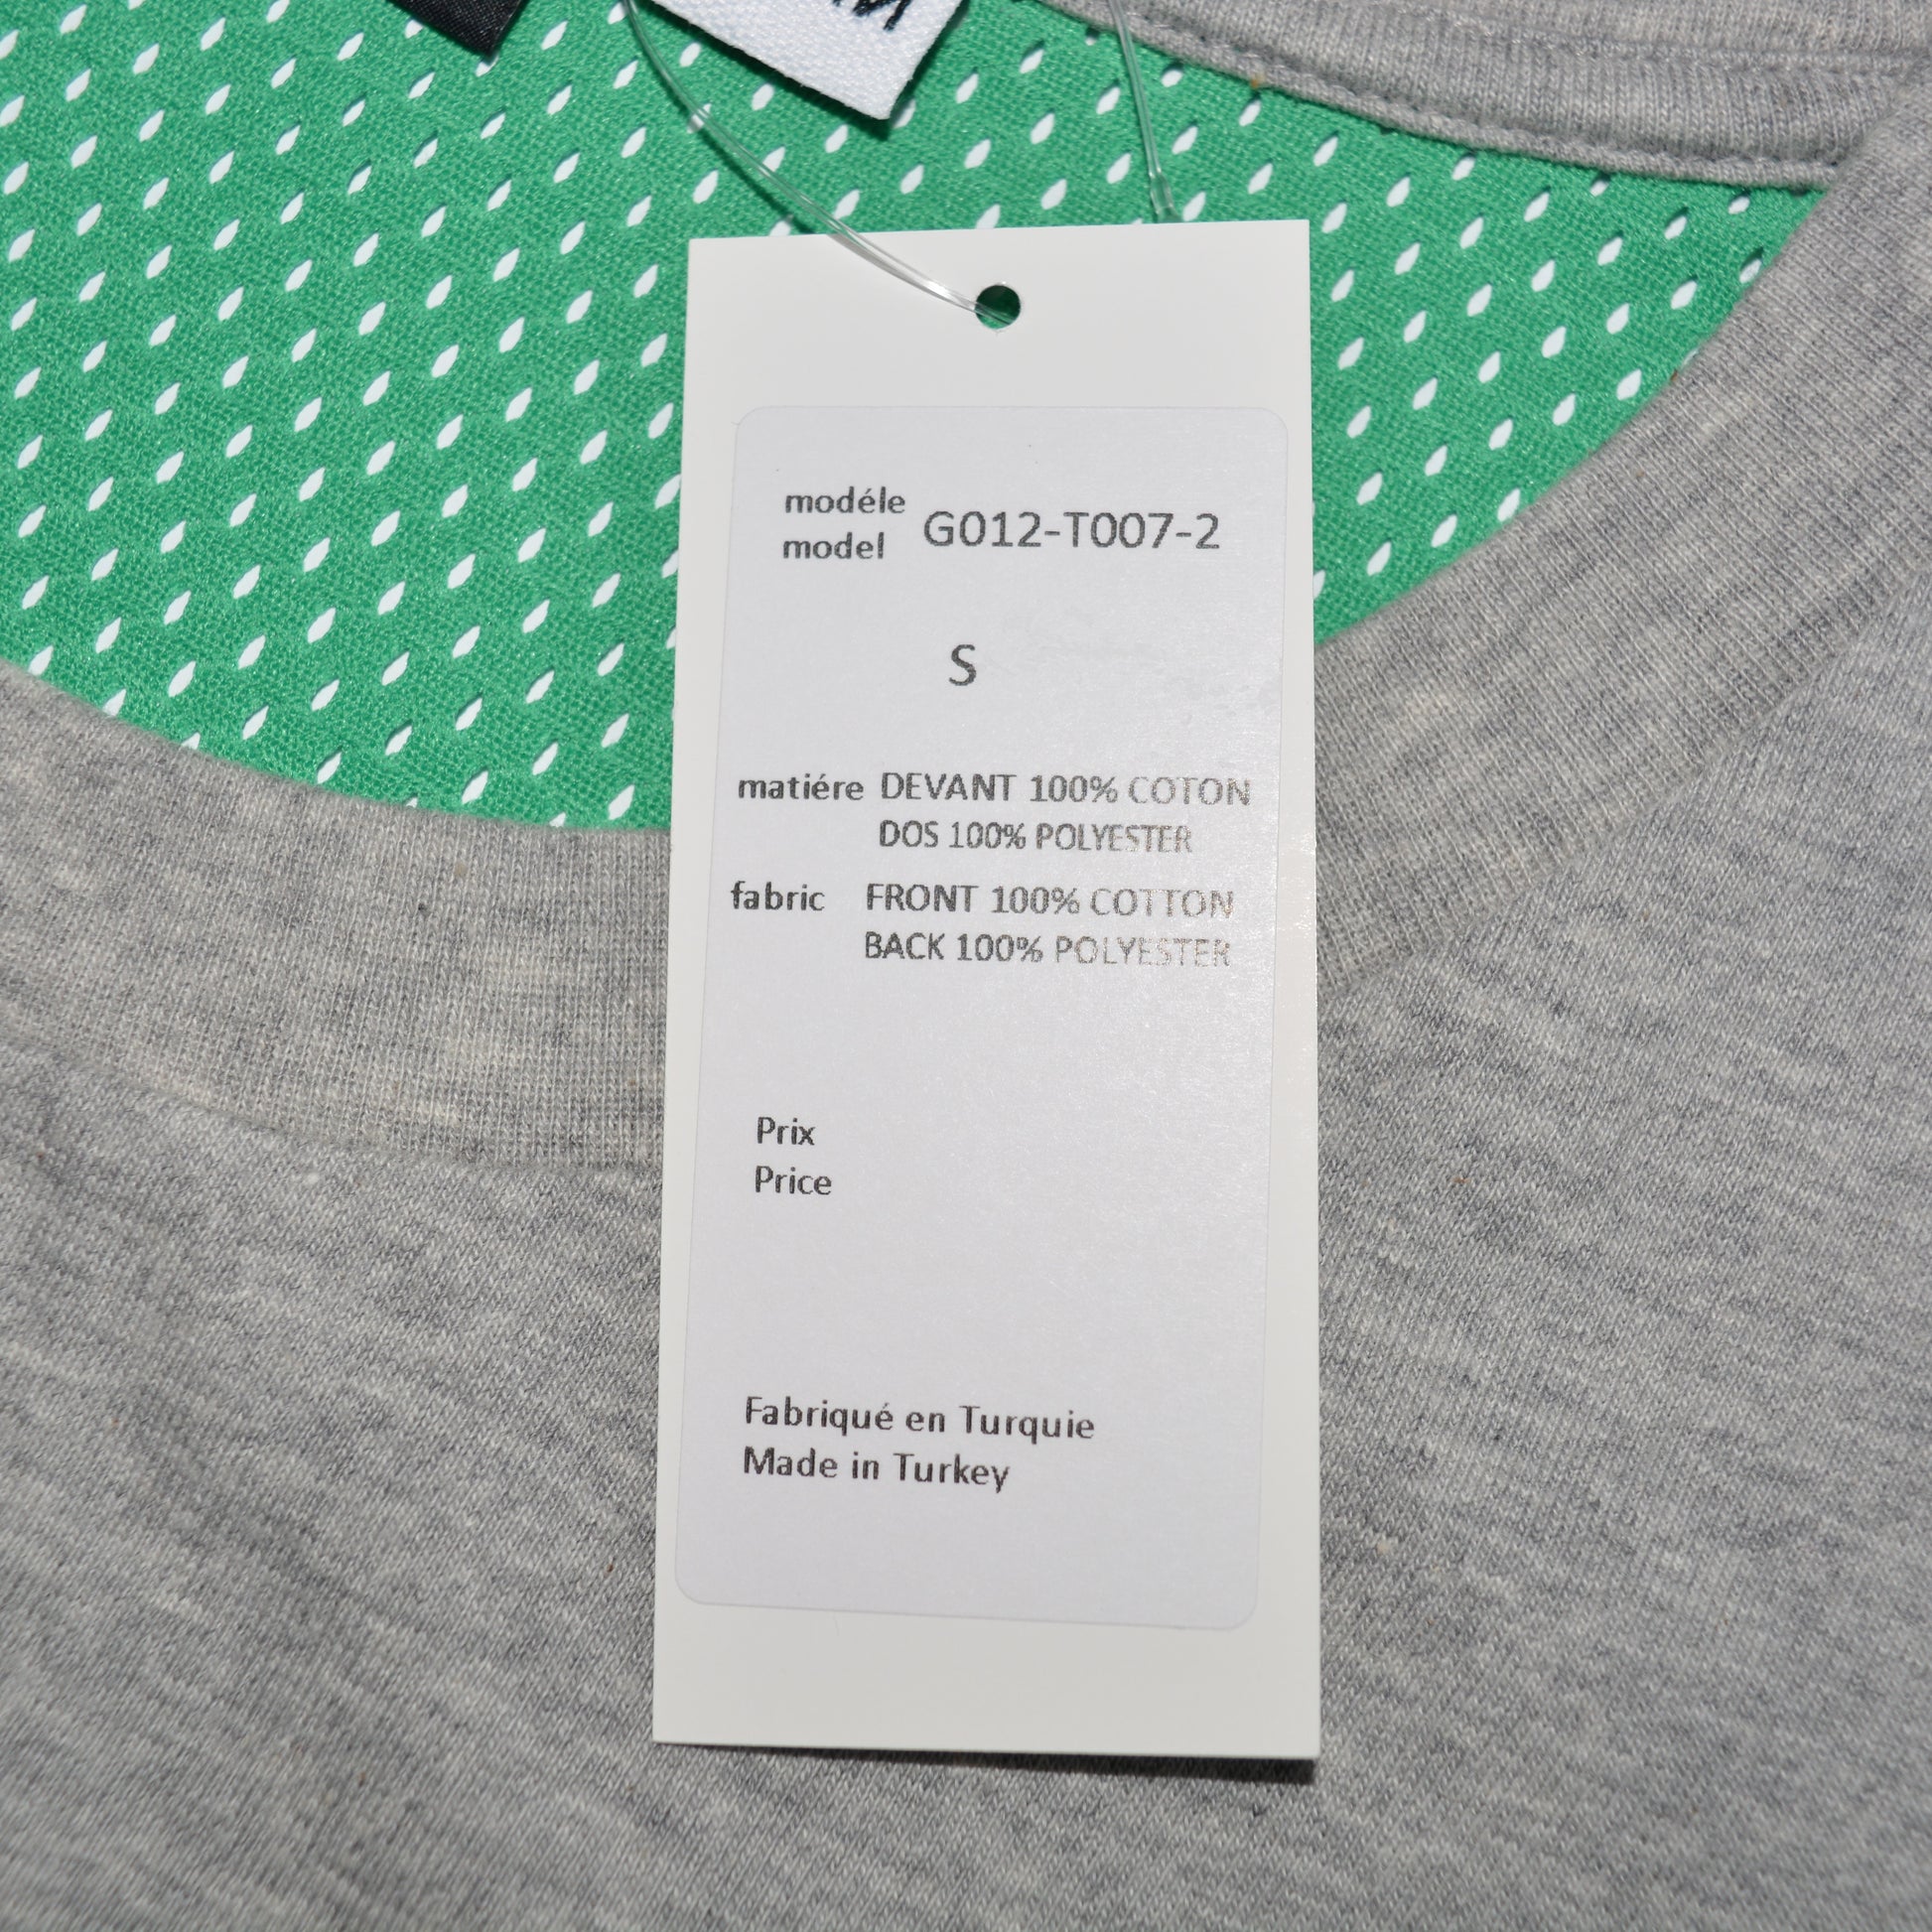 modéle
model G012-T007-2
S
matiére DEVANT 100% COTON
DOS 100% POLYESTER
fabric FRONT 100% COTTON
BACK 100% POLYESTER
Prix
Price
Fabriqué en Turquie
Made in Turkey